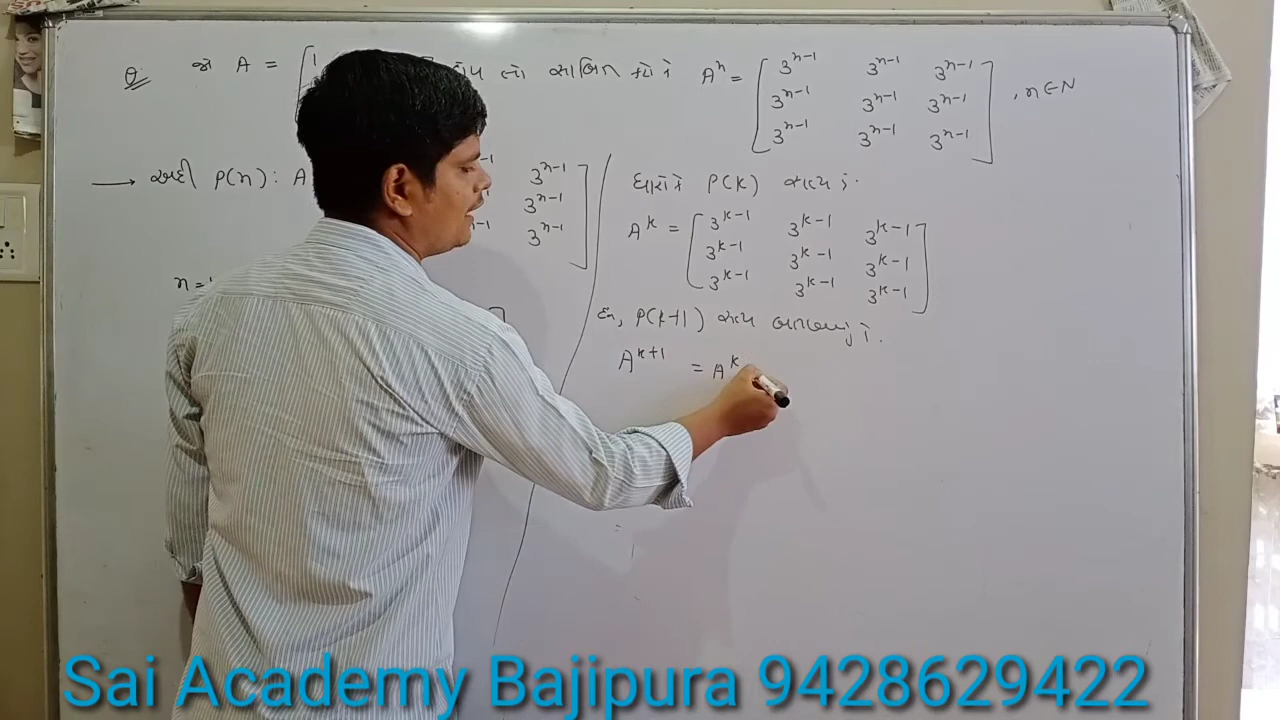 Q જો A = [ 1 તો સાબિત કરો કે Aⁿ = [ 3ⁿ⁻¹ 3ⁿ⁻¹ 3ⁿ⁻¹
3ⁿ⁻¹ 3ⁿ⁻¹ 3ⁿ⁻¹
3ⁿ⁻¹ 3ⁿ⁻¹ 3ⁿ⁻¹ ] , n ∈ N
→ અહીં P(n) : A
3ⁿ⁻¹ ]
3ⁿ⁻¹
3ⁿ⁻¹
n =
ધારો કે P(k) સત્ય છે.
Aᵏ = [ 3ᵏ⁻¹ 3ᵏ⁻¹ 3ᵏ⁻¹
3ᵏ⁻¹ 3ᵏ⁻¹ 3ᵏ⁻¹
3ᵏ⁻¹ 3ᵏ⁻¹ 3ᵏ⁻¹ ]
હવે, P(k+1) સત્ય છે.
Aᵏ⁺¹ = Aᵏ
Sai Academy Bajipura 9428629422